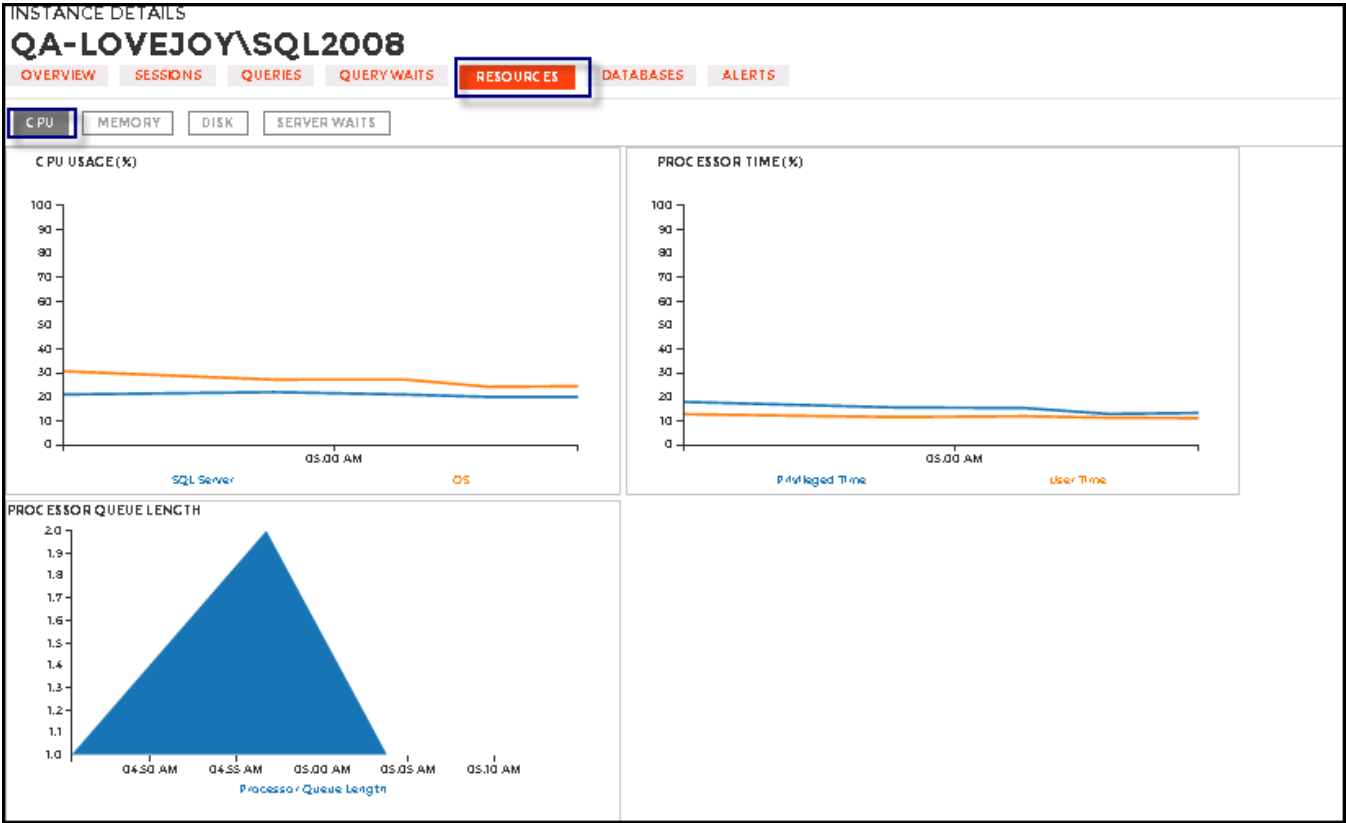 INSTANCE DETAILS
QA-LOVEJOY\SQL2008
OVERVIEW SESSIONS QUERIES QUERY WAITS RESOURCES DATABASES ALERTS
CPU MEMORY DISK SERVER WAITS
CPU USAGE (%)
100
90
80
70
60
50
40
30
20
10
0
05:00 AM
SQL Server OS
PROCESSOR TIME (%)
100
90
80
70
60
50
40
30
20
10
0
05:00 AM
Privileged Time User Time
PROCESSOR QUEUE LENGTH
2.0
1.9
1.8
1.7
1.6
1.5
1.4
1.3
1.2
1.1
1.0
04:50 AM 04:55 AM 05:00 AM 05:05 AM 05:10 AM
Processor Queue Length